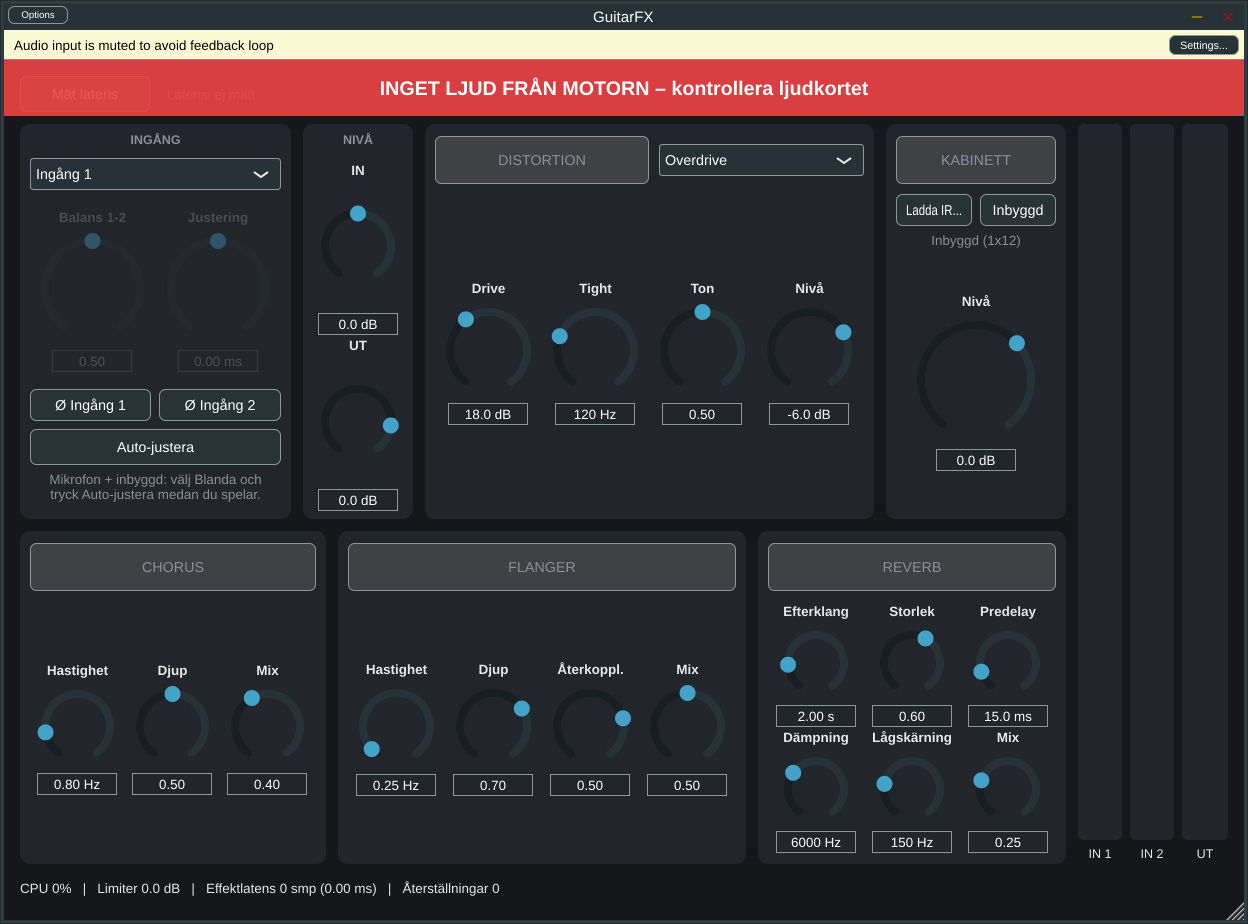 Options
GuitarFX
Audio input is muted to avoid feedback loop
Settings...
Mät latens
Latens: ej mätt
INGET LJUD FRÅN MOTORN – kontrollera ljudkortet
INGÅNG
Ingång 1
Balans 1-2
Justering
0.50
0.00 ms
Ø Ingång 1
Ø Ingång 2
Auto-justera
Mikrofon + inbyggd: välj Blanda och
tryck Auto-justera medan du spelar.
NIVÅ
IN
0.0 dB
UT
0.0 dB
DISTORTION
Overdrive
Drive
Tight
Ton
Nivå
18.0 dB
120 Hz
0.50
-6.0 dB
KABINETT
Ladda IR...
Inbyggd
Inbyggd (1x12)
Nivå
0.0 dB
CHORUS
Hastighet
Djup
Mix
0.80 Hz
0.50
0.40
FLANGER
Hastighet
Djup
Återkoppl.
Mix
0.25 Hz
0.70
0.50
0.50
REVERB
Efterklang
Storlek
Predelay
2.00 s
0.60
15.0 ms
Dämpning
Lågskärning
Mix
6000 Hz
150 Hz
0.25
IN 1
IN 2
UT
CPU 0% | Limiter 0.0 dB | Effektlatens 0 smp (0.00 ms) | Återställningar 0